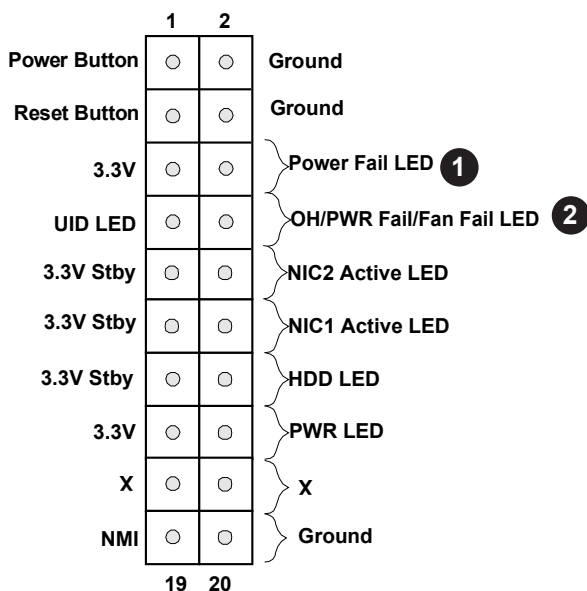 1 2
Power Button Ground
Reset Button Ground
3.3V Power Fail LED 1
UID LED OH/PWR Fail/Fan Fail LED 2
3.3V Stby NIC2 Active LED
3.3V Stby NIC1 Active LED
3.3V Stby HDD LED
3.3V PWR LED
X X
NMI Ground
19 20